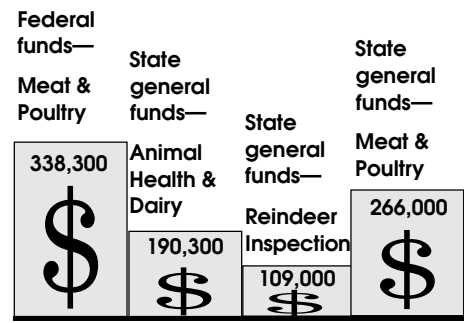 Federal
funds—
Meat &
Poultry
338,300
$
State
general
funds—
Animal
Health &
Dairy
190,300
$
State
general
funds—
Reindeer
Inspection
109,000
$
State
general
funds—
Meat &
Poultry
266,000
$